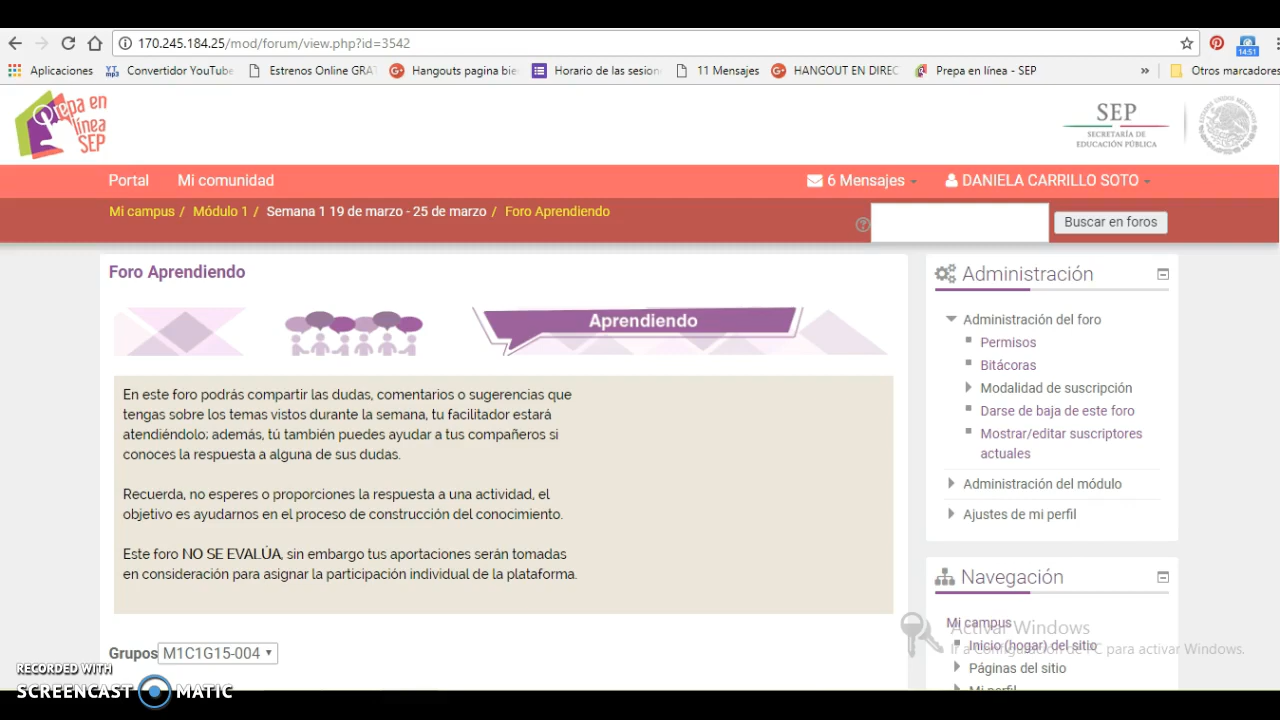 170.245.184.25/mod/forum/view.php?id=3542
14:51
Aplicaciones
Convertidor YouTube
Estrenos Online GRA
Hangouts pagina bie
Horario de las sesion
11 Mensajes
HANGOUT EN DIREC
Prepa en línea - SEP
»
Otros marcadores
Prepa en
línea
SEP
SEP
SECRETARÍA DE
EDUCACIÓN PÚBLICA
Portal
Mi comunidad
6 Mensajes
DANIELA CARRILLO SOTO
Mi campus / Módulo 1 / Semana 1 19 de marzo - 25 de marzo / Foro Aprendiendo
Buscar en foros
Foro Aprendiendo
Aprendiendo
En este foro podrás compartir las dudas, comentarios o sugerencias que
tengas sobre los temas vistos durante la semana, tu facilitador estará
atendiéndolo; además, tú también puedes ayudar a tus compañeros si
conoces la respuesta a alguna de sus dudas.
Recuerda, no esperes o proporciones la respuesta a una actividad, el
objetivo es ayudarnos en el proceso de construcción del conocimiento.
Este foro NO SE EVALÚA, sin embargo tus aportaciones serán tomadas
en consideración para asignar la participación individual de la plataforma.
Grupos M1C1G15-004
Administración
Administración del foro
Permisos
Bitácoras
Modalidad de suscripción
Darse de baja de este foro
Mostrar/editar suscriptores
actuales
Administración del módulo
Ajustes de mi perfil
Navegación
Mi campus
Inicio (hogar) del sitio
Páginas del sitio
Mi perfil
Activar Windows
Ir a Configuración de PC para activar Windows.
RECORDED WITH
SCREENCAST MATIC